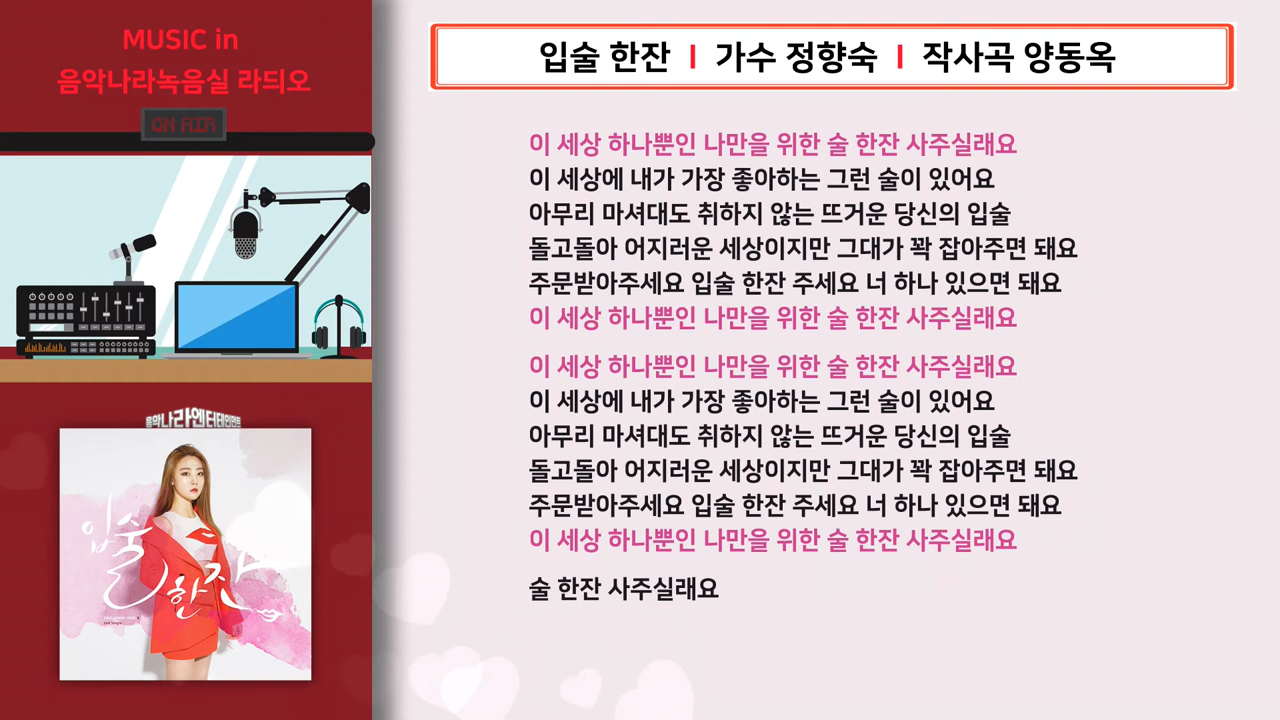 MUSIC in
음악나라녹음실 라듸오
ON AIR
음악나라엔터테인먼트
입술 한잔
입술 한잔 I 가수 정향숙 I 작사곡 양동옥
이 세상 하나뿐인 나만을 위한 술 한잔 사주실래요
이 세상에 내가 가장 좋아하는 그런 술이 있어요
아무리 마셔대도 취하지 않는 뜨거운 당신의 입술
돌고돌아 어지러운 세상이지만 그대가 꽉 잡아주면 돼요
주문받아주세요 입술 한잔 주세요 너 하나 있으면 돼요
이 세상 하나뿐인 나만을 위한 술 한잔 사주실래요
이 세상 하나뿐인 나만을 위한 술 한잔 사주실래요
이 세상에 내가 가장 좋아하는 그런 술이 있어요
아무리 마셔대도 취하지 않는 뜨거운 당신의 입술
돌고돌아 어지러운 세상이지만 그대가 꽉 잡아주면 돼요
주문받아주세요 입술 한잔 주세요 너 하나 있으면 돼요
이 세상 하나뿐인 나만을 위한 술 한잔 사주실래요
술 한잔 사주실래요